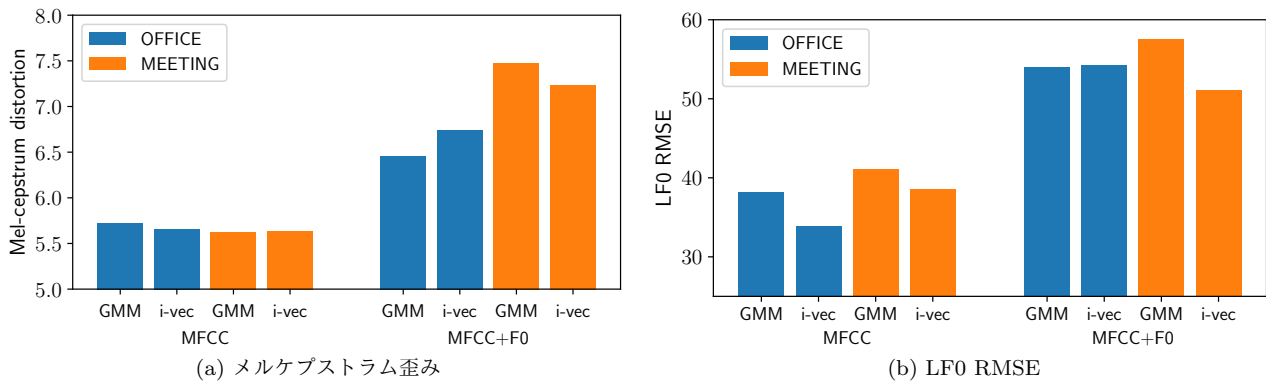 8.0
7.5
7.0
6.5
6.0
5.5
5.0
Mel-cepstrum distortion
OFFICE
MEETING
GMM i-vec GMM i-vec GMM i-vec GMM i-vec
MFCC MFCC+F0
(a) メルケプストラム歪み
60
50
40
30
LF0 RMSE
OFFICE
MEETING
GMM i-vec GMM i-vec GMM i-vec GMM i-vec
MFCC MFCC+F0
(b) LF0 RMSE